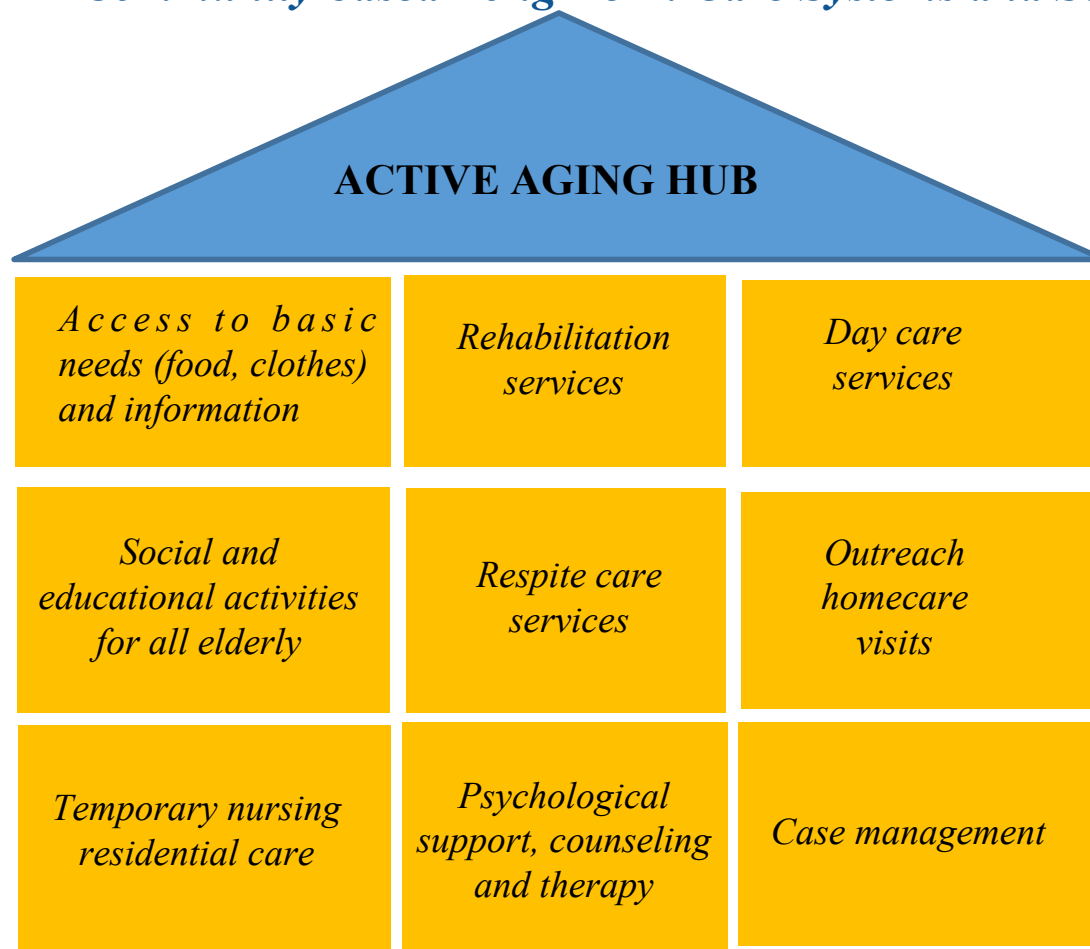 ACTIVE AGING HUB
Access to basic
needs (food, clothes)
and information
Rehabilitation
services
Day care
services
Social and
educational activities
for all elderly
Respite care
services
Outreach
homecare
visits
Temporary nursing
residential care
Psychological
support, counseling
and therapy
Case management